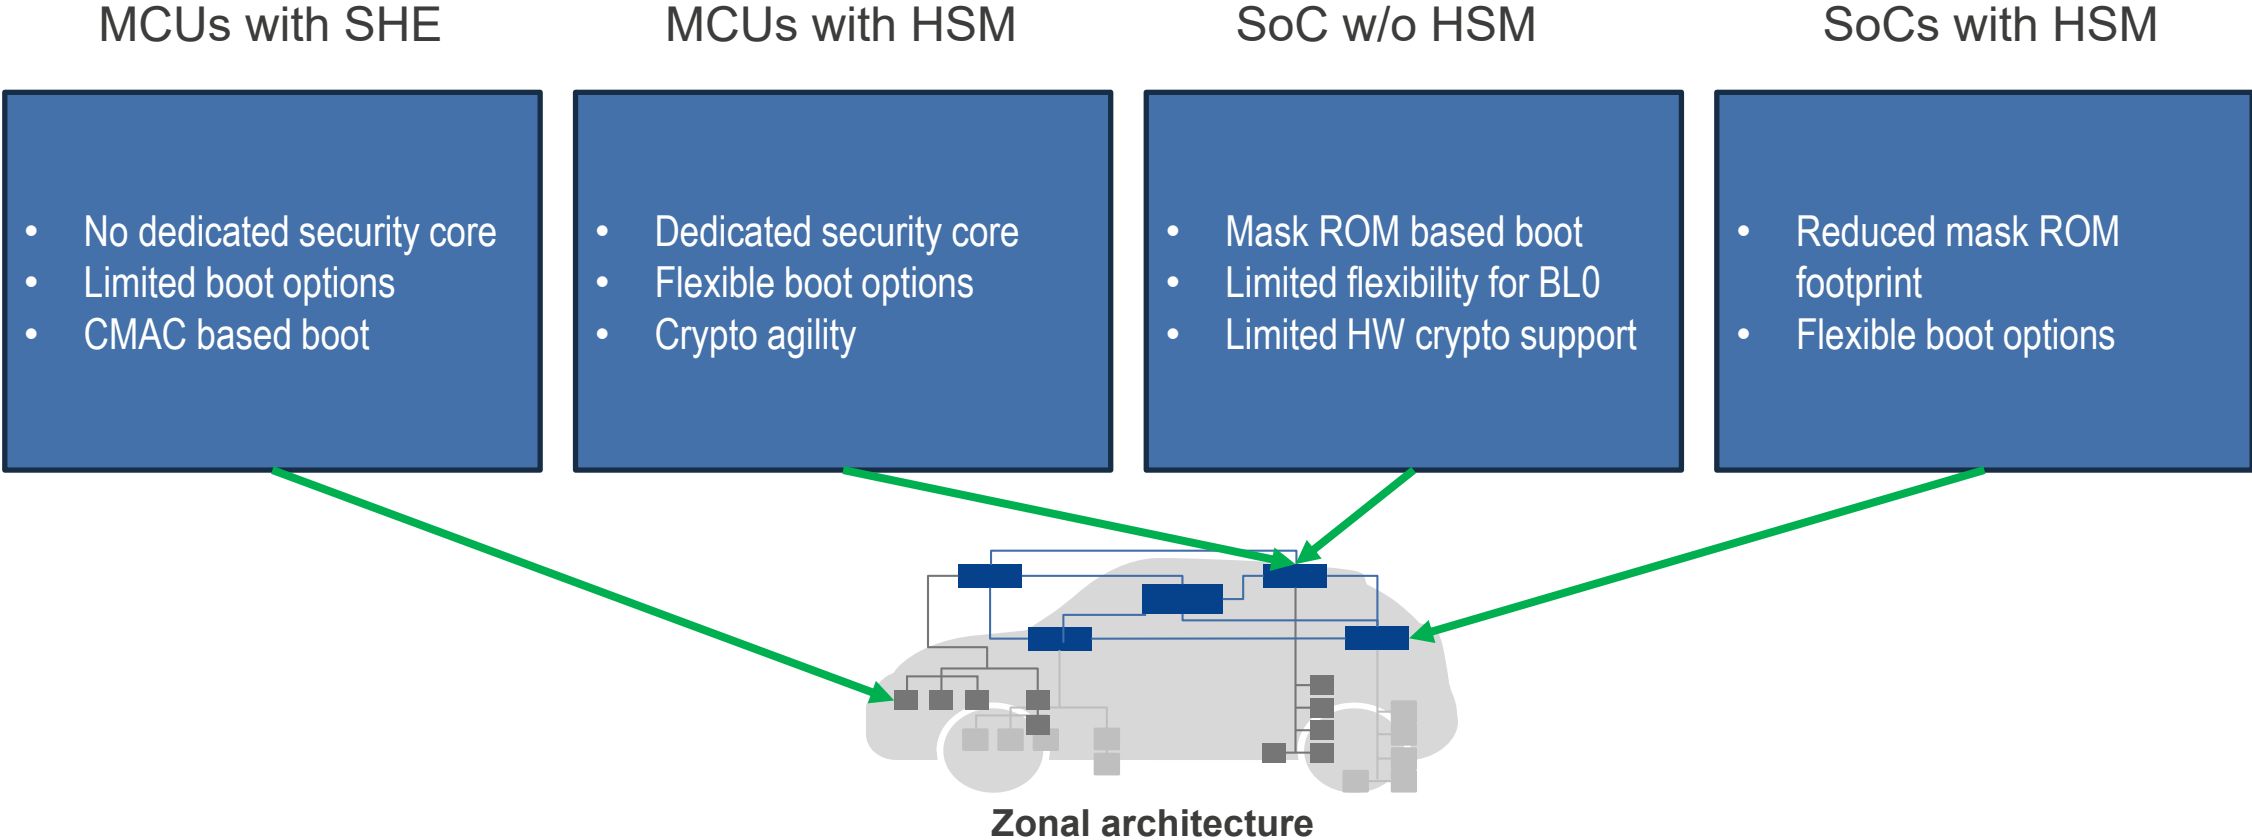 MCUs with SHE
MCUs with HSM
SoC w/o HSM
SoCs with HSM
• No dedicated security core
• Limited boot options
• CMAC based boot
• Dedicated security core
• Flexible boot options
• Crypto agility
• Mask ROM based boot
• Limited flexibility for BL0
• Limited HW crypto support
• Reduced mask ROM
footprint
• Flexible boot options
Zonal architecture